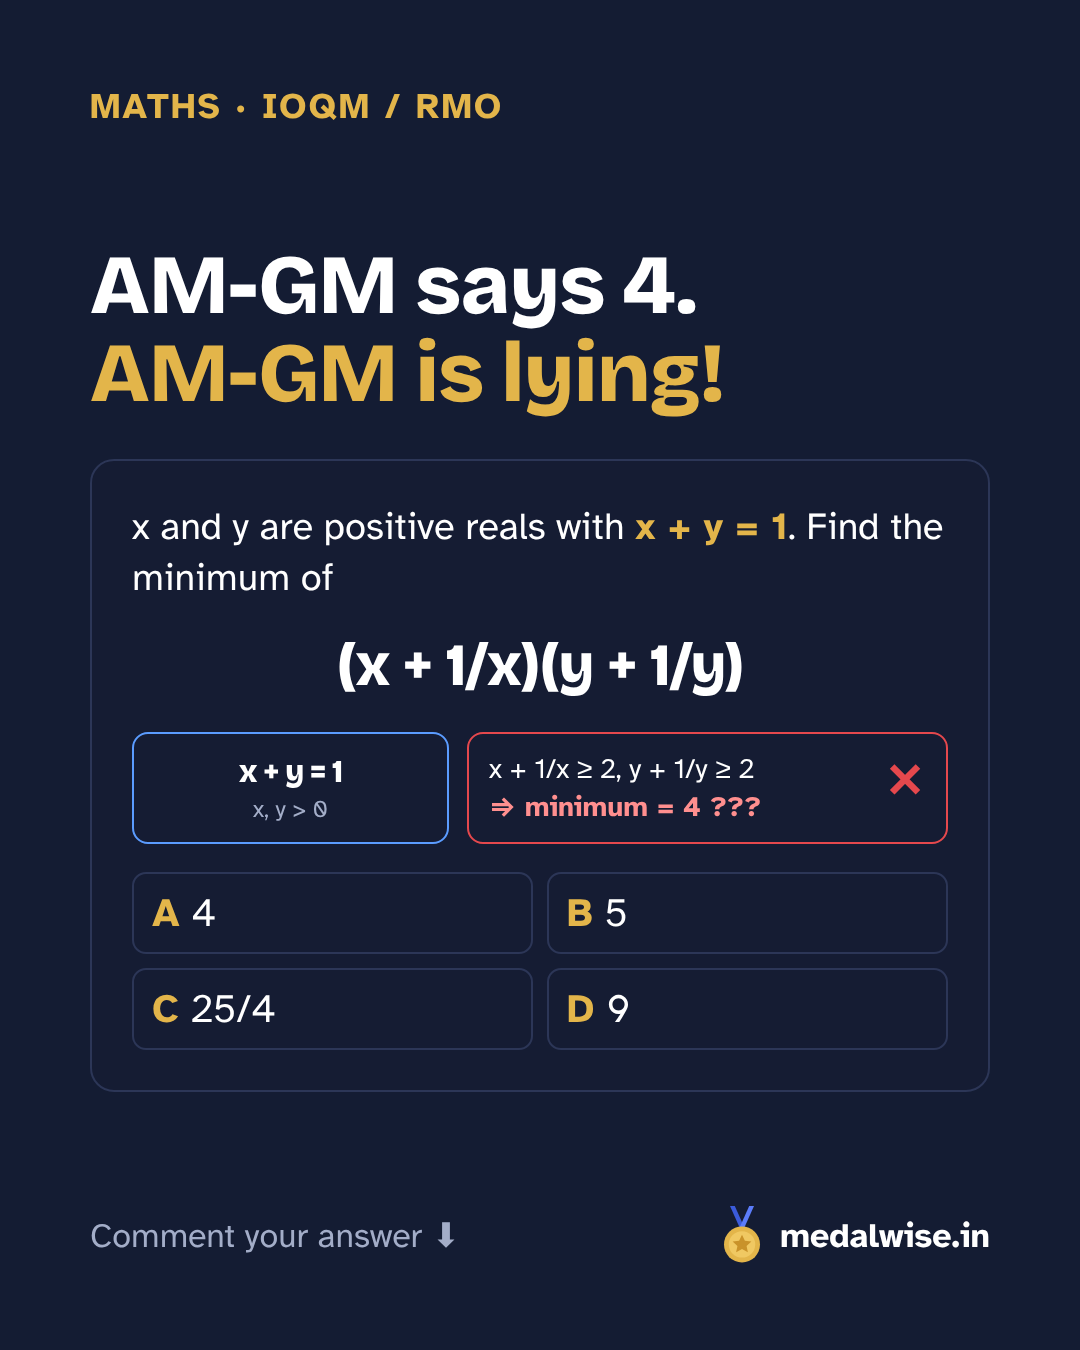 MATHS · IOQM / RMO
AM-GM says 4.
AM-GM is lying!
x and y are positive reals with x + y = 1. Find the
minimum of
(x + 1/x)(y + 1/y)
x + y = 1
x, y > 0
x + 1/x ≥ 2, y + 1/y ≥ 2
⇒ minimum = 4 ???
A 4
B 5
C 25/4
D 9
Comment your answer ⬇
medalwise.in